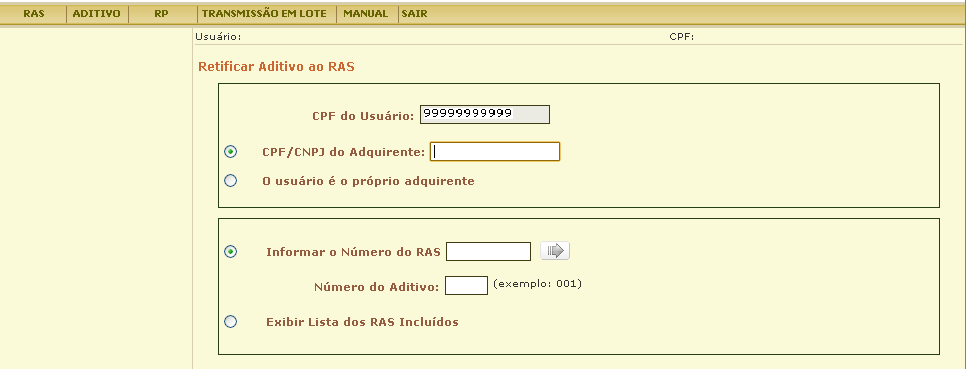 RAS ADITIVO RP TRANSMISSÃO EM LOTE MANUAL SAIR
Usuário: CPF:
Retificar Aditivo ao RAS
CPF do Usuário: 99999999999
CPF/CNPJ do Adquirente:
O usuário é o próprio adquirente
Informar o Número do RAS
Número do Aditivo: (exemplo: 001)
Exibir Lista dos RAS Incluídos